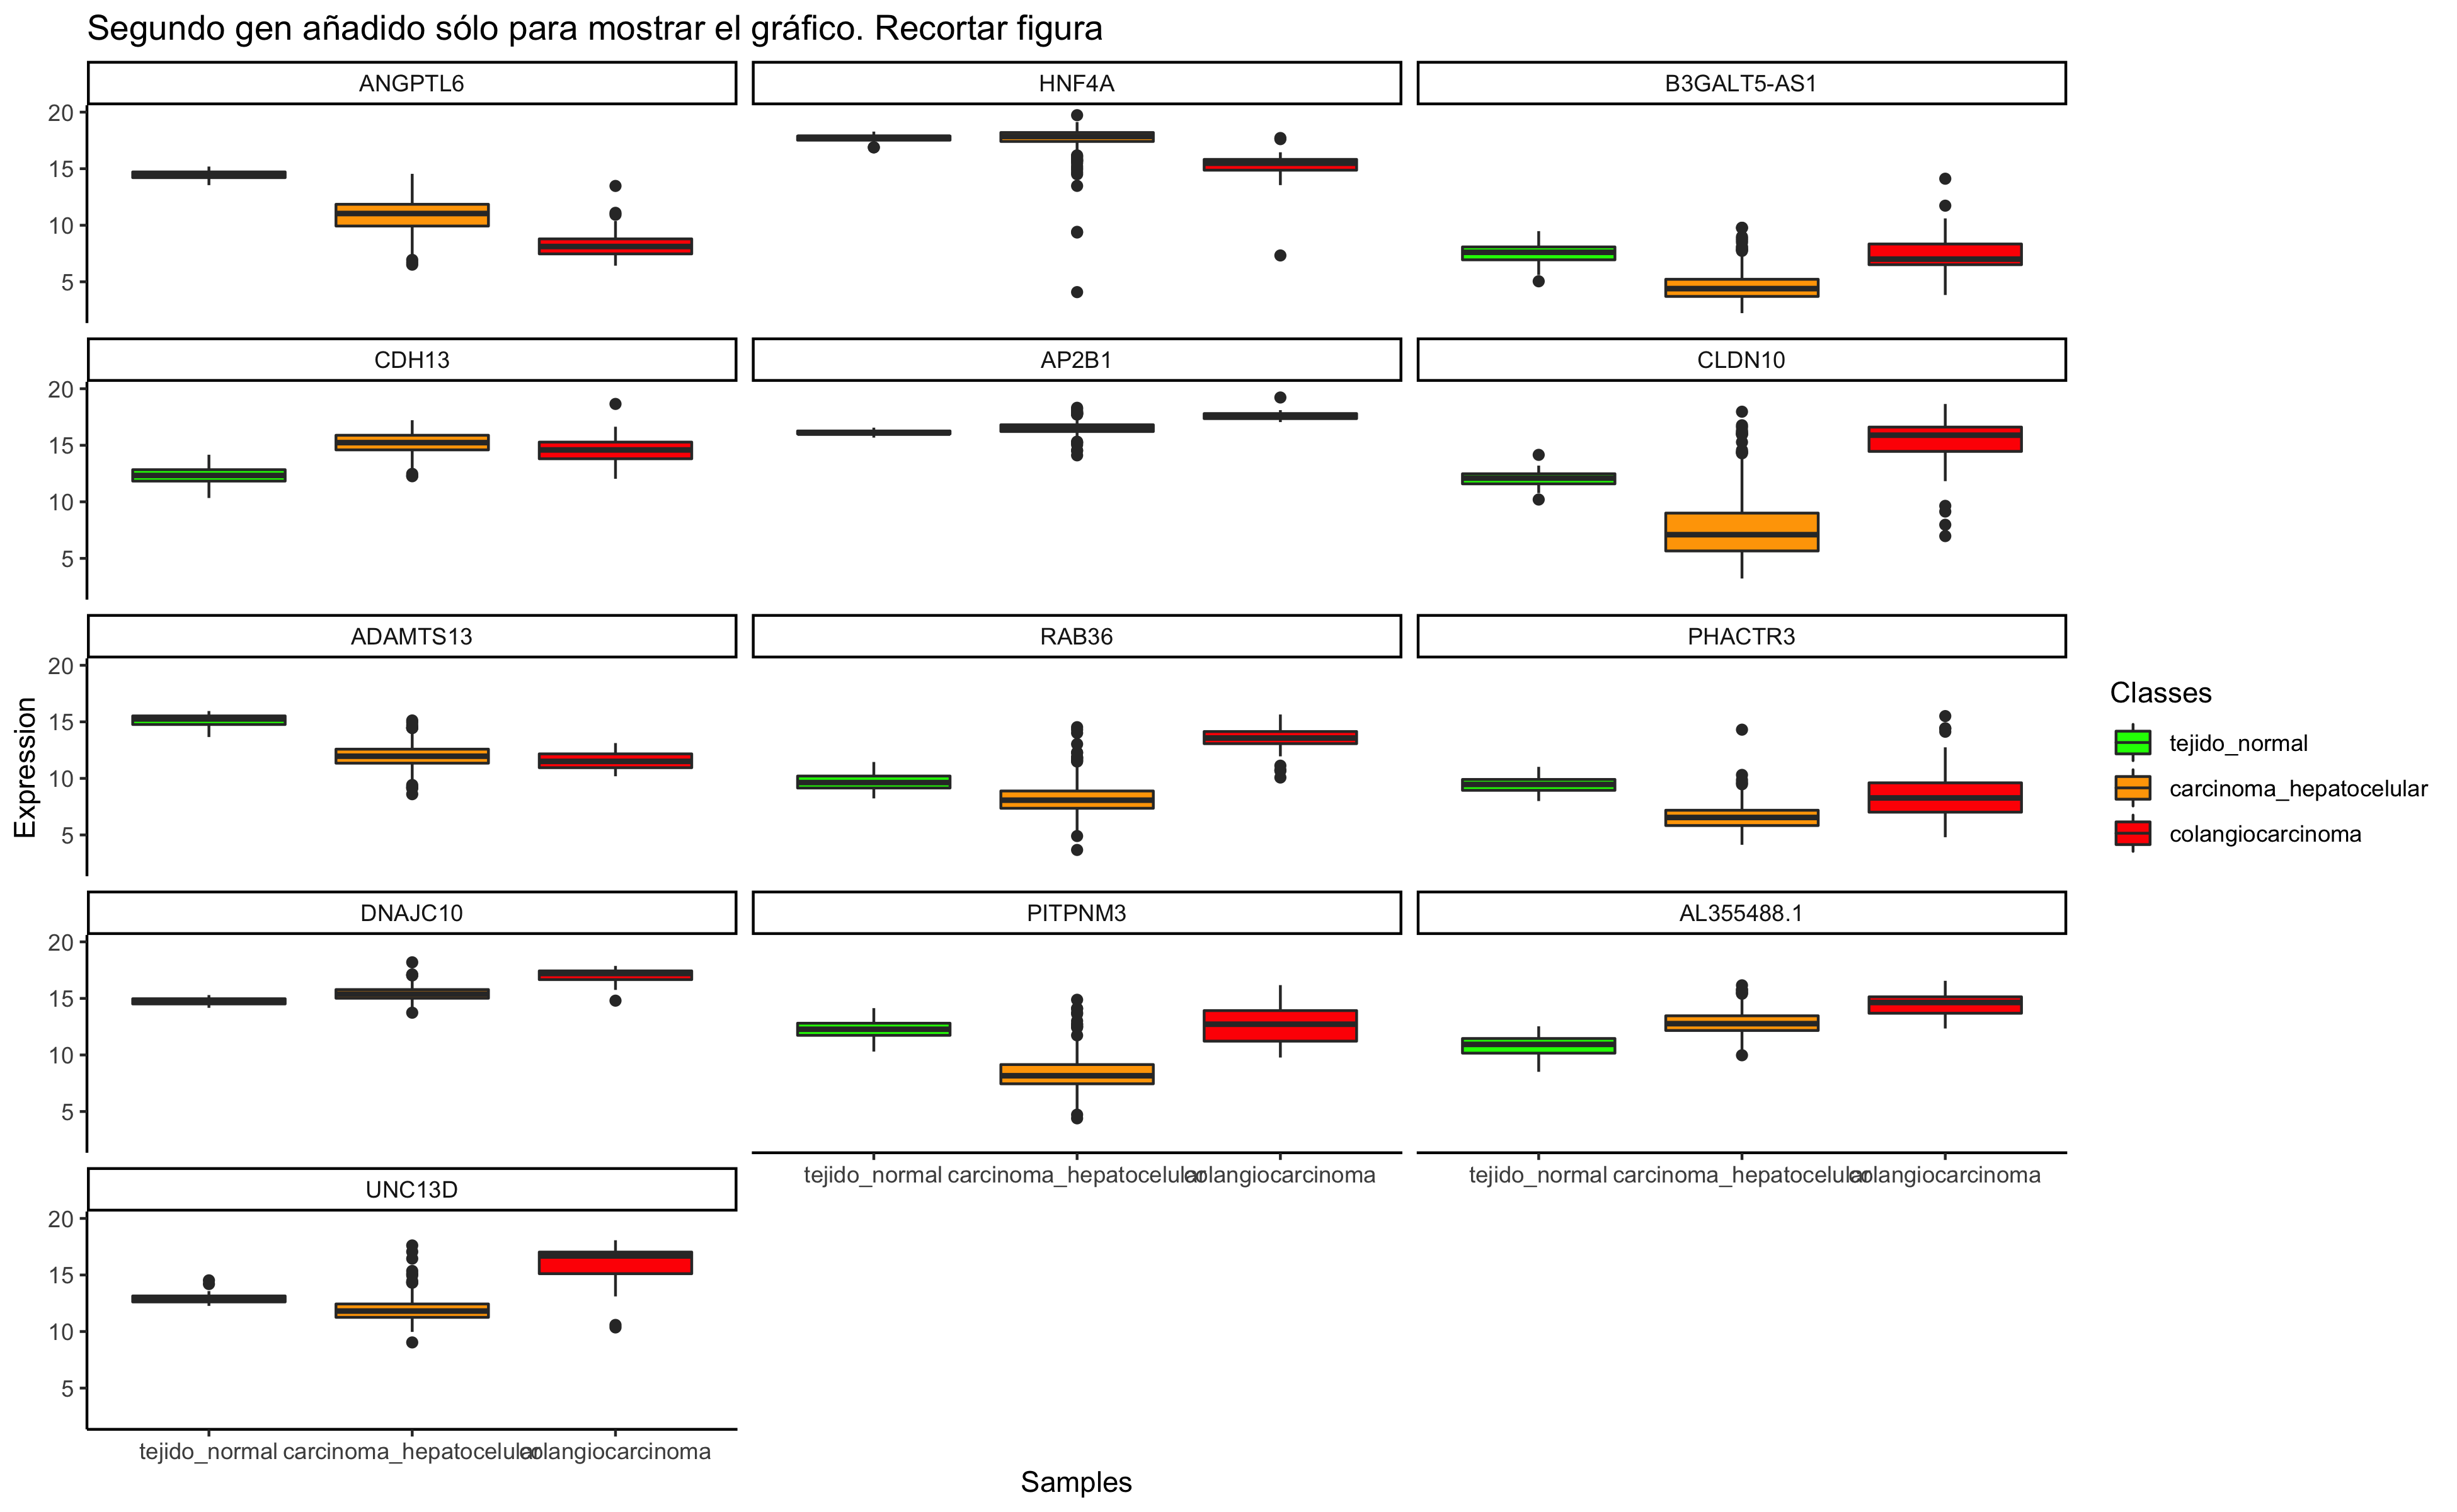 Segundo gen añadido sólo para mostrar el gráfico. Recortar figura
ANGPTL6
HNF4A
B3GALT5-AS1
20
15
10
5
CDH13
AP2B1
CLDN10
20
15
10
5
ADAMTS13
RAB36
PHACTR3
20
15
10
5
Expression
Classes
tejido_normal
carcinoma_hepatocelular
colangiocarcinoma
DNAJC10
PITPNM3
AL355488.1
20
15
10
5
tejido_normal carcinoma_hepatocelular colangiocarcinoma
tejido_normal carcinoma_hepatocelular colangiocarcinoma
UNC13D
20
15
10
5
tejido_normal carcinoma_hepatocelular colangiocarcinoma
Samples